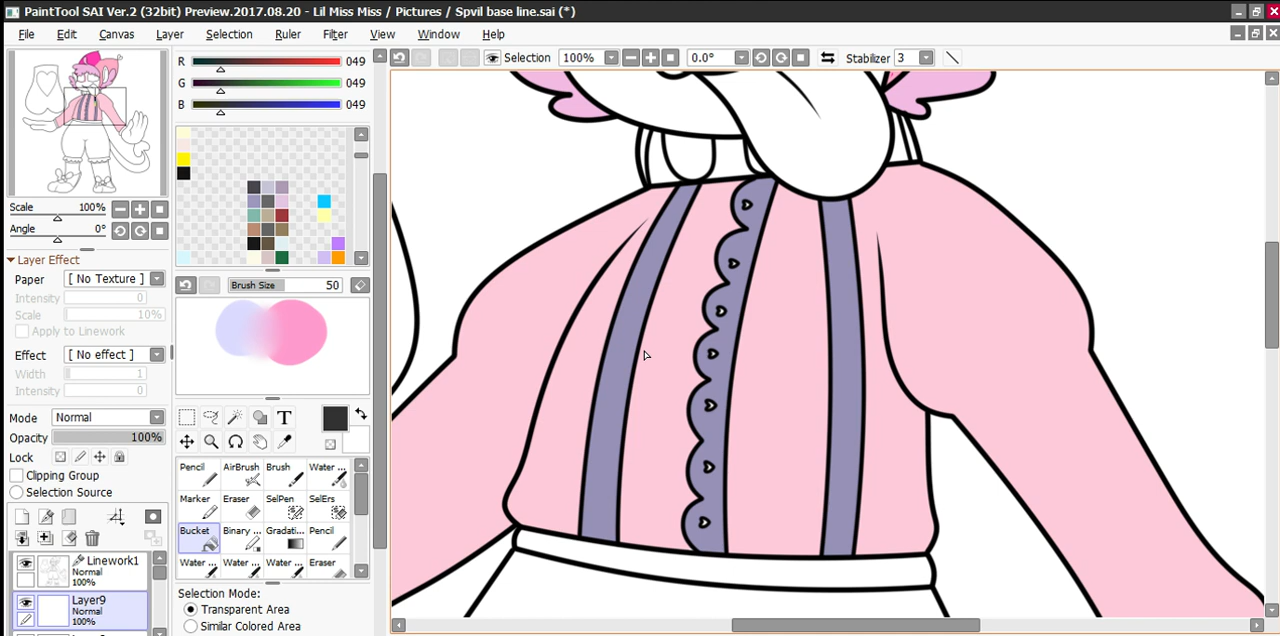 PaintTool SAI Ver.2 (32bit) Preview.2017.08.20 - Lil Miss Miss / Pictures / Spvil base line.sai (*)
File Edit Canvas Layer Selection Ruler Filter View Window Help
Selection 100% 0.0° Stabilizer 3
R 049
G 049
B 049
Scale 100%
Angle 0°
Layer Effect
Paper [ No Texture ]
Intensity 0
Scale 10%
Apply to Linework
Effect [ No effect ]
Width 1
Intensity 0
Brush Size 50
Mode Normal
Opacity 100%
Lock
Clipping Group
Selection Source
T
Pencil AirBrush Brush Water ...
Marker Eraser SelPen SelErs
Bucket Binary ... Gradati... Pencil
Water ... Water ... Water ... Eraser
Linework1
Normal
100%
Layer9
Normal
100%
Selection Mode:
Transparent Area
Similar Colored Area